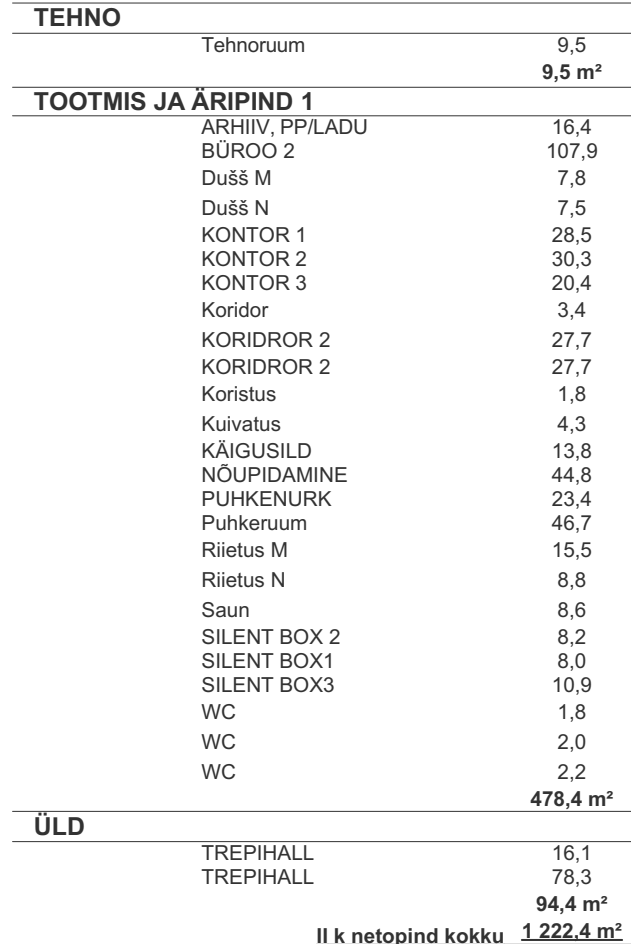 TEHNO
Tehnoruum 9,5
9,5 m²
TOOTMIS JA ÄRIPIND 1
ARHIIV, PP/LADU 16,4
BÜROO 2 107,9
Dušš M 7,8
Dušš N 7,5
KONTOR 1 28,5
KONTOR 2 30,3
KONTOR 3 20,4
Koridor 3,4
KORIDROR 2 27,7
KORIDROR 2 27,7
Koristus 1,8
Kuivatus 4,3
KÄIGUSILD 13,8
NÕUPIDAMINE 44,8
PUHKENURK 23,4
Puhkeruum 46,7
Riietus M 15,5
Riietus N 8,8
Saun 8,6
SILENT BOX 2 8,2
SILENT BOX1 8,0
SILENT BOX3 10,9
WC 1,8
WC 2,0
WC 2,2
478,4 m²
ÜLD
TREPIHALL 16,1
TREPIHALL 78,3
94,4 m²
II k netopind kokku 1 222,4 m²